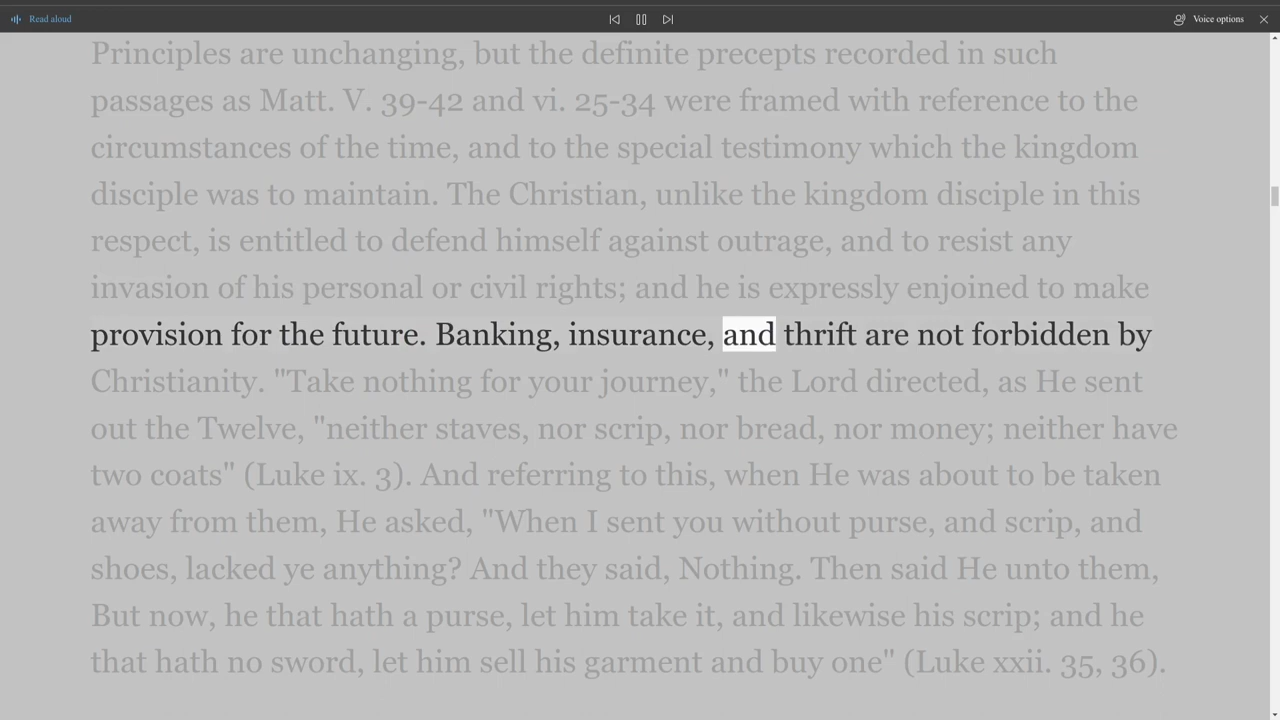 Read aloud
Voice options
Principles are unchanging, but the definite precepts recorded in such
passages as Matt. V. 39-42 and vi. 25-34 were framed with reference to the
circumstances of the time, and to the special testimony which the kingdom
disciple was to maintain. The Christian, unlike the kingdom disciple in this
respect, is entitled to defend himself against outrage, and to resist any
invasion of his personal or civil rights; and he is expressly enjoined to make
provision for the future. Banking, insurance, and thrift are not forbidden by
Christianity. "Take nothing for your journey," the Lord directed, as He sent
out the Twelve, "neither staves, nor scrip, nor bread, nor money; neither have
two coats" (Luke ix. 3). And referring to this, when He was about to be taken
away from them, He asked, "When I sent you without purse, and scrip, and
shoes, lacked ye anything? And they said, Nothing. Then said He unto them,
But now, he that hath a purse, let him take it, and likewise his scrip; and he
that hath no sword, let him sell his garment and buy one" (Luke xxii. 35, 36).